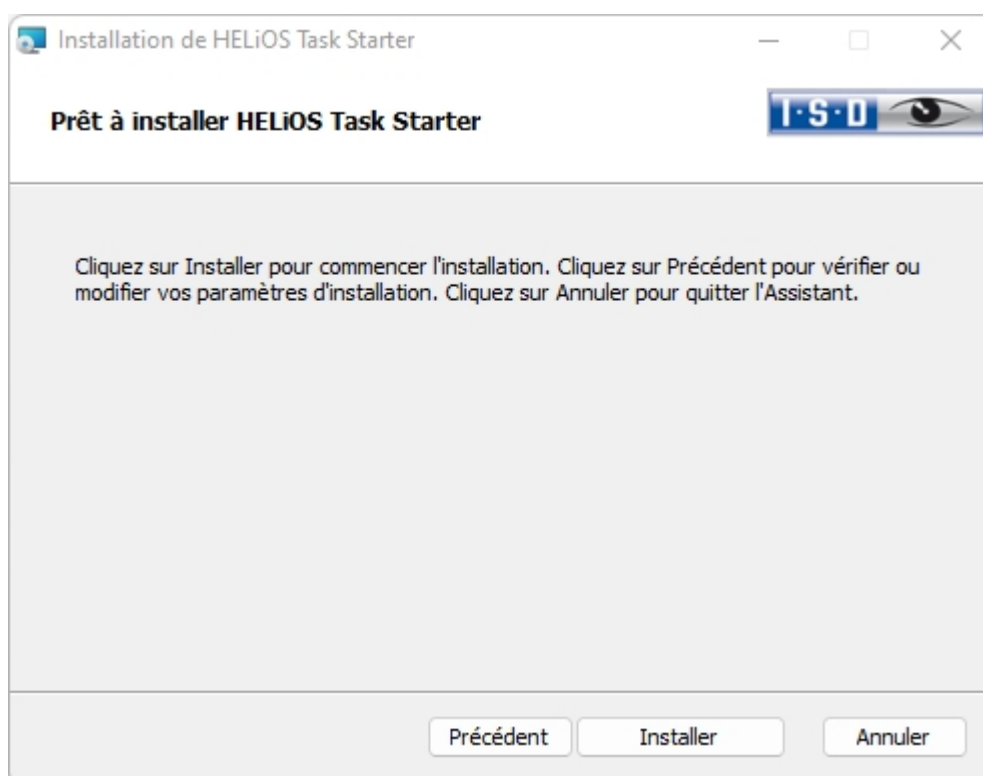 Installation de HELiOS Task Starter
Prêt à installer HELiOS Task Starter
I·S·D
Cliquez sur Installer pour commencer l'installation. Cliquez sur Précédent pour vérifier ou
modifier vos paramètres d'installation. Cliquez sur Annuler pour quitter l'Assistant.
Précédent
Installer
Annuler